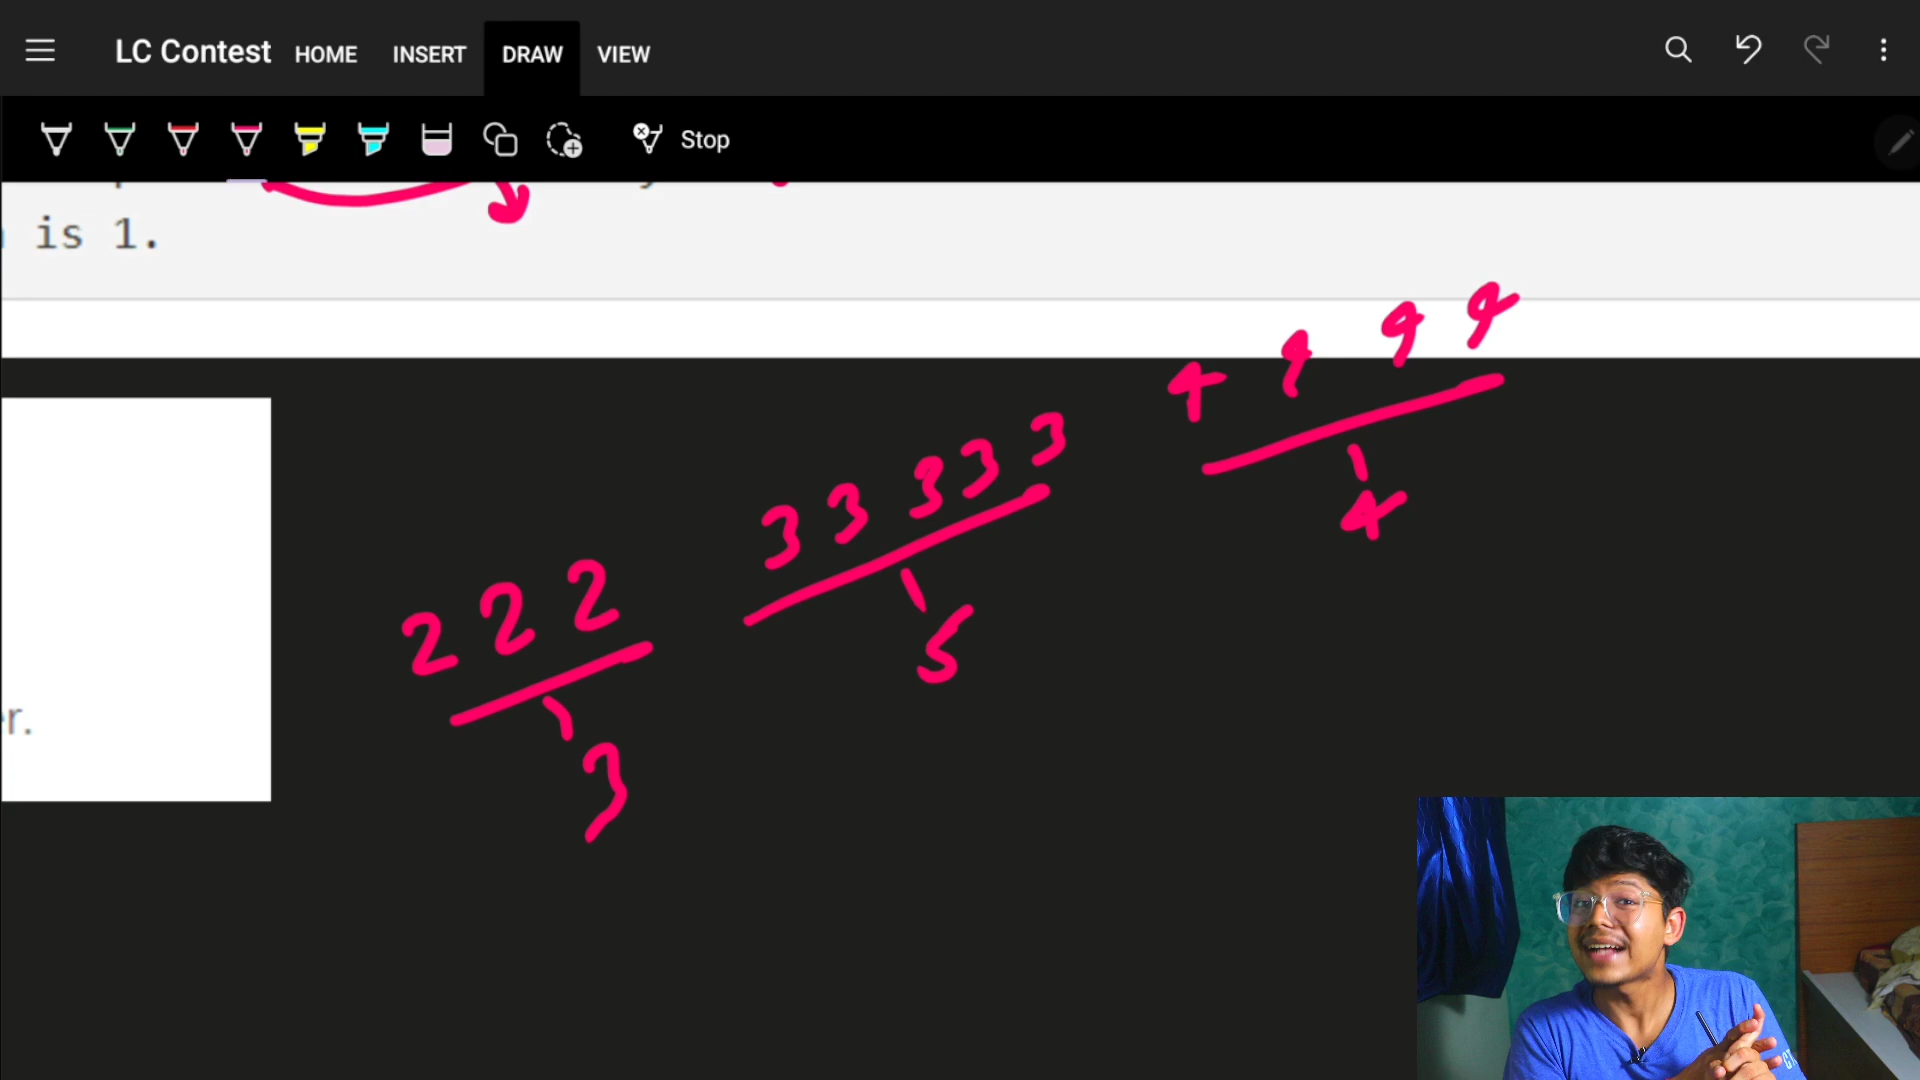 LC Contest HOME INSERT DRAW VIEW
Stop
is 1.
4 4 4 4
4
3 3 3 3 3
5
2 2 2
3
r.